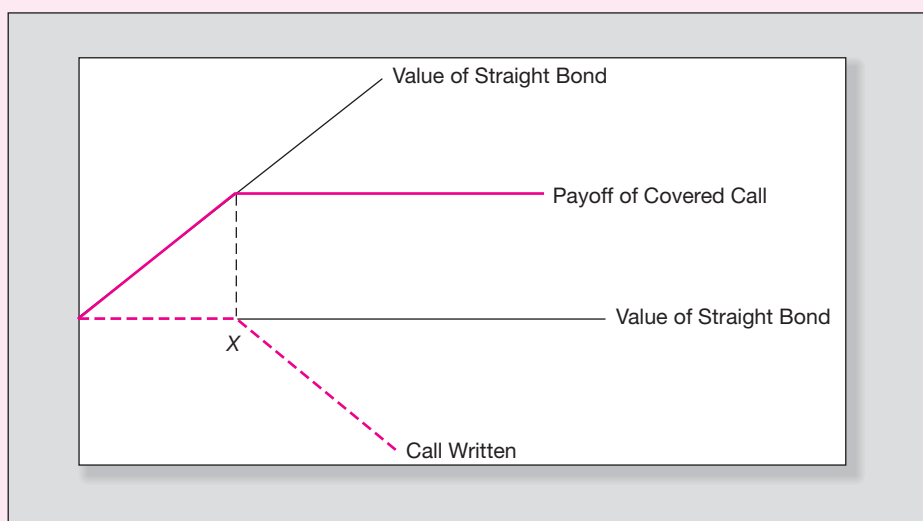 Value of Straight Bond
Payoff of Covered Call
Value of Straight Bond
X
Call Written